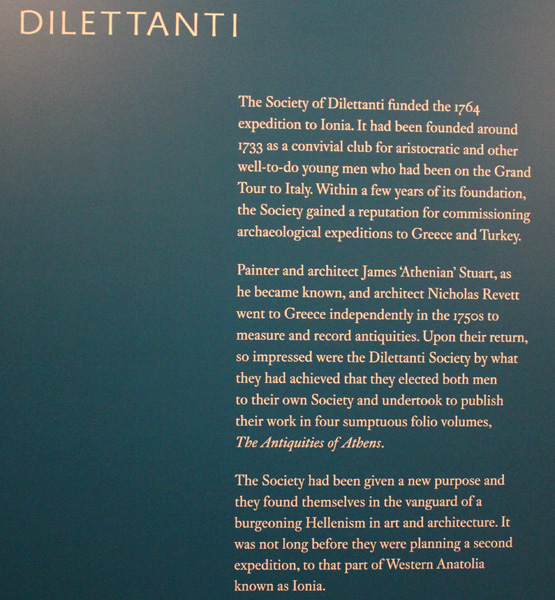 DILETTANTI
The Society of Dilettanti funded the 1764
expedition to Ionia. It had been founded around
1733 as a convivial club for aristocratic and other
well-to-do young men who had been on the Grand
Tour to Italy. Within a few years of its foundation,
the Society gained a reputation for commissioning
archaeological expeditions to Greece and Turkey.
Painter and architect James ‘Athenian’ Stuart, as
he became known, and architect Nicholas Revett
went to Greece independently in the 1750s to
measure and record antiquities. Upon their return,
so impressed were the Dilettanti Society by what
they had achieved that they elected both men
to their own Society and undertook to publish
their work in four sumptuous folio volumes,
The Antiquities of Athens.
The Society had been given a new purpose and
they found themselves in the vanguard of a
burgeoning Hellenism in art and architecture. It
was not long before they were planning a second
expedition, to that part of Western Anatolia
known as Ionia.